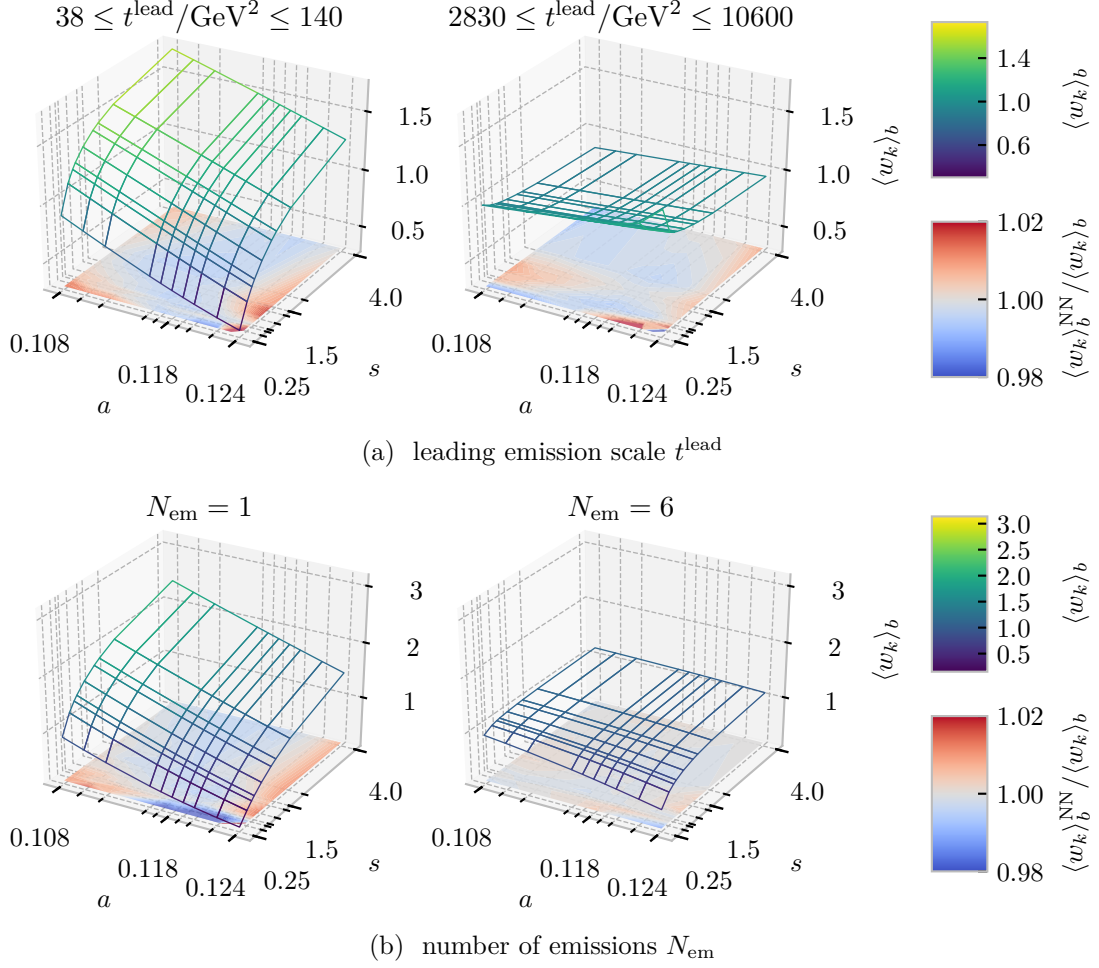 38 ≤ t^lead/GeV² ≤ 140
2830 ≤ t^lead/GeV² ≤ 10600
1.5
1.0
0.5
⟨w_k⟩_b
1.5
1.0
0.5
1.4
1.0
0.6
⟨w_k⟩_b
1.02
1.00
0.98
⟨w_k⟩_b^NN/⟨w_k⟩_b
0.108
0.118
0.124
a
0.25
1.5
4.0
s
0.108
0.118
0.124
a
0.25
1.5
4.0
s
(a) leading emission scale t^lead
N_em = 1
N_em = 6
3
2
1
⟨w_k⟩_b
3
2
1
3.0
2.5
2.0
1.5
1.0
0.5
⟨w_k⟩_b
1.02
1.00
0.98
⟨w_k⟩_b^NN/⟨w_k⟩_b
0.108
0.118
0.124
a
0.25
1.5
4.0
s
0.108
0.118
0.124
a
0.25
1.5
4.0
s
(b) number of emissions N_em